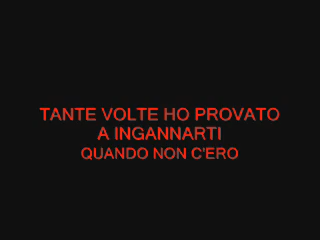 TANTE VOLTE HO PROVATO
A INGANNARTI
QUANDO NON C'ERO